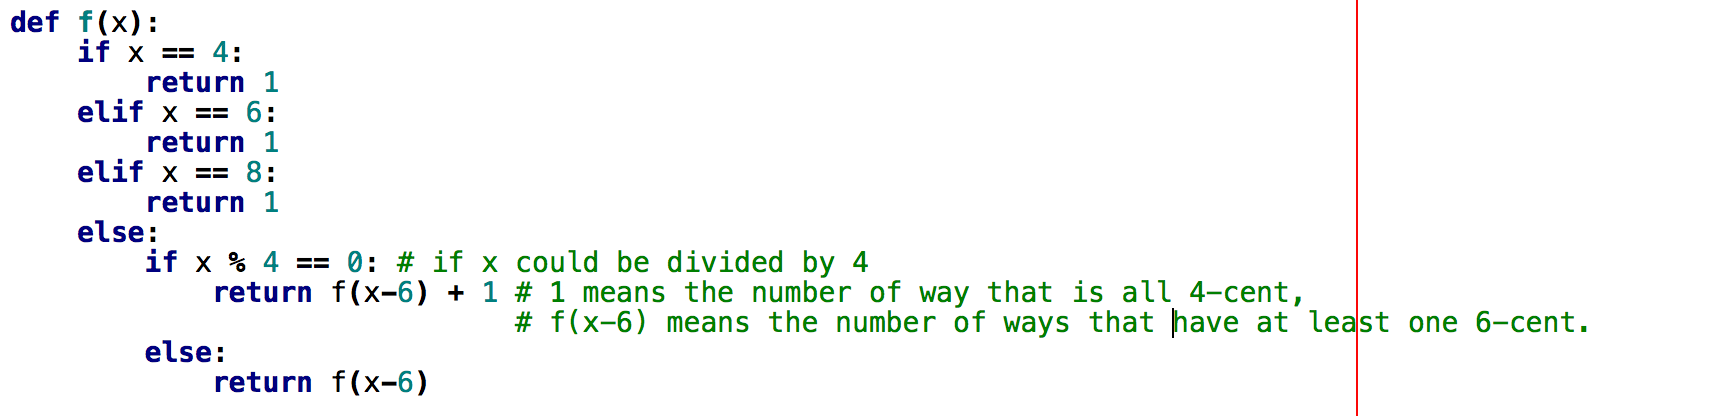 def f(x):
    if x == 4:
        return 1
    elif x == 6:
        return 1
    elif x == 8:
        return 1
    else:
        if x % 4 == 0: # if x could be divided by 4
            return f(x-6) + 1 # 1 means the number of way that is all 4-cent,
                              # f(x-6) means the number of ways that have at least one 6-cent.
        else:
            return f(x-6)